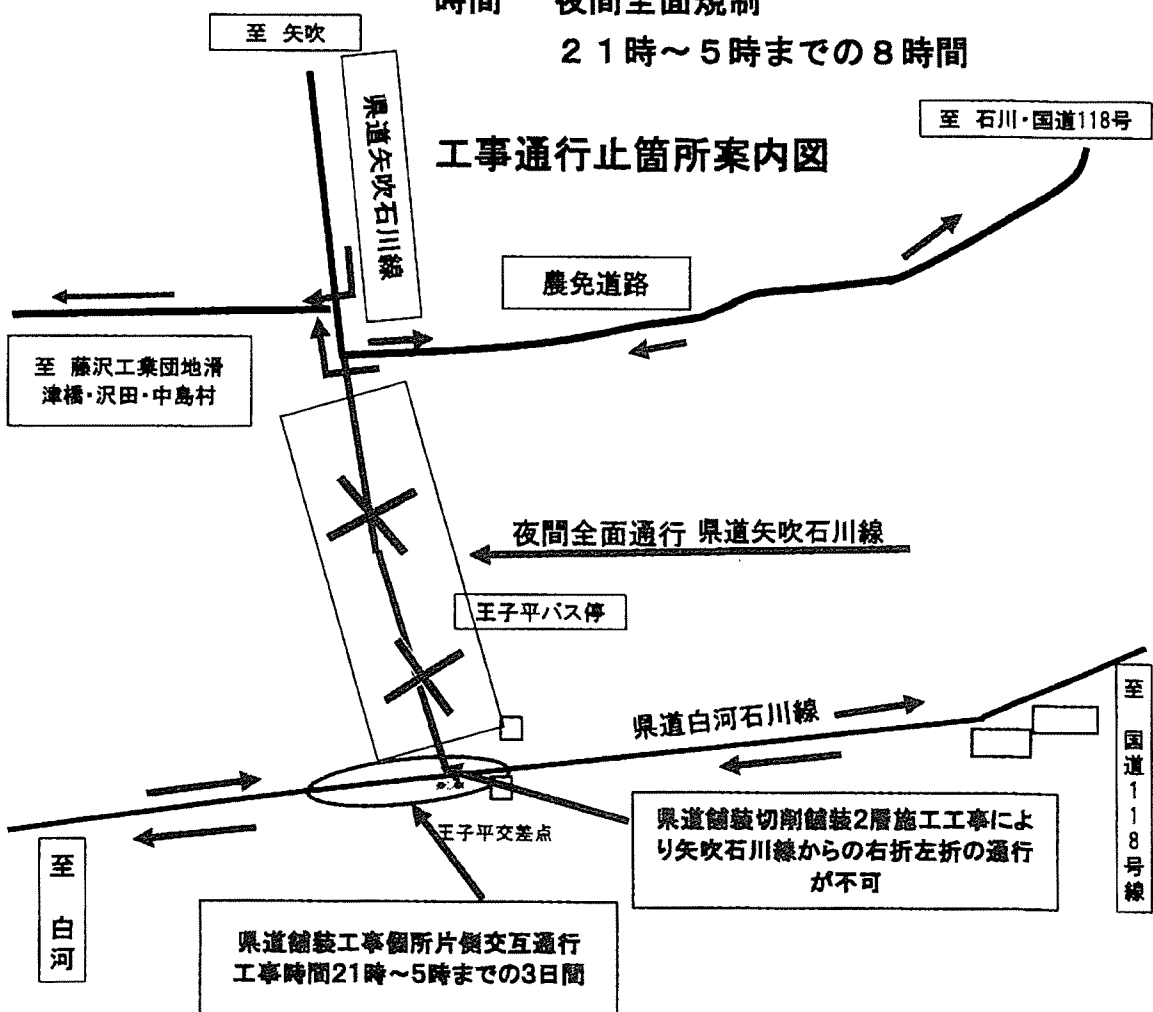 時間 夜間全面規制
21時～5時までの8時間
至 矢吹
県道矢吹石川線
工事通行止箇所案内図
至 石川・国道118号
農免道路
至 藤沢工業団地滑
津橋・沢田・中島村
夜間全面通行 県道矢吹石川線
王子平バス停
県道白河石川線
至 国道118号線
王子平交差点
県道舗装切削舗装2層施工工事によ
り矢吹石川線からの右折左折の通行
が不可
至 白河
県道舗装工事個所片側交互通行
工事時間21時～5時までの3日間